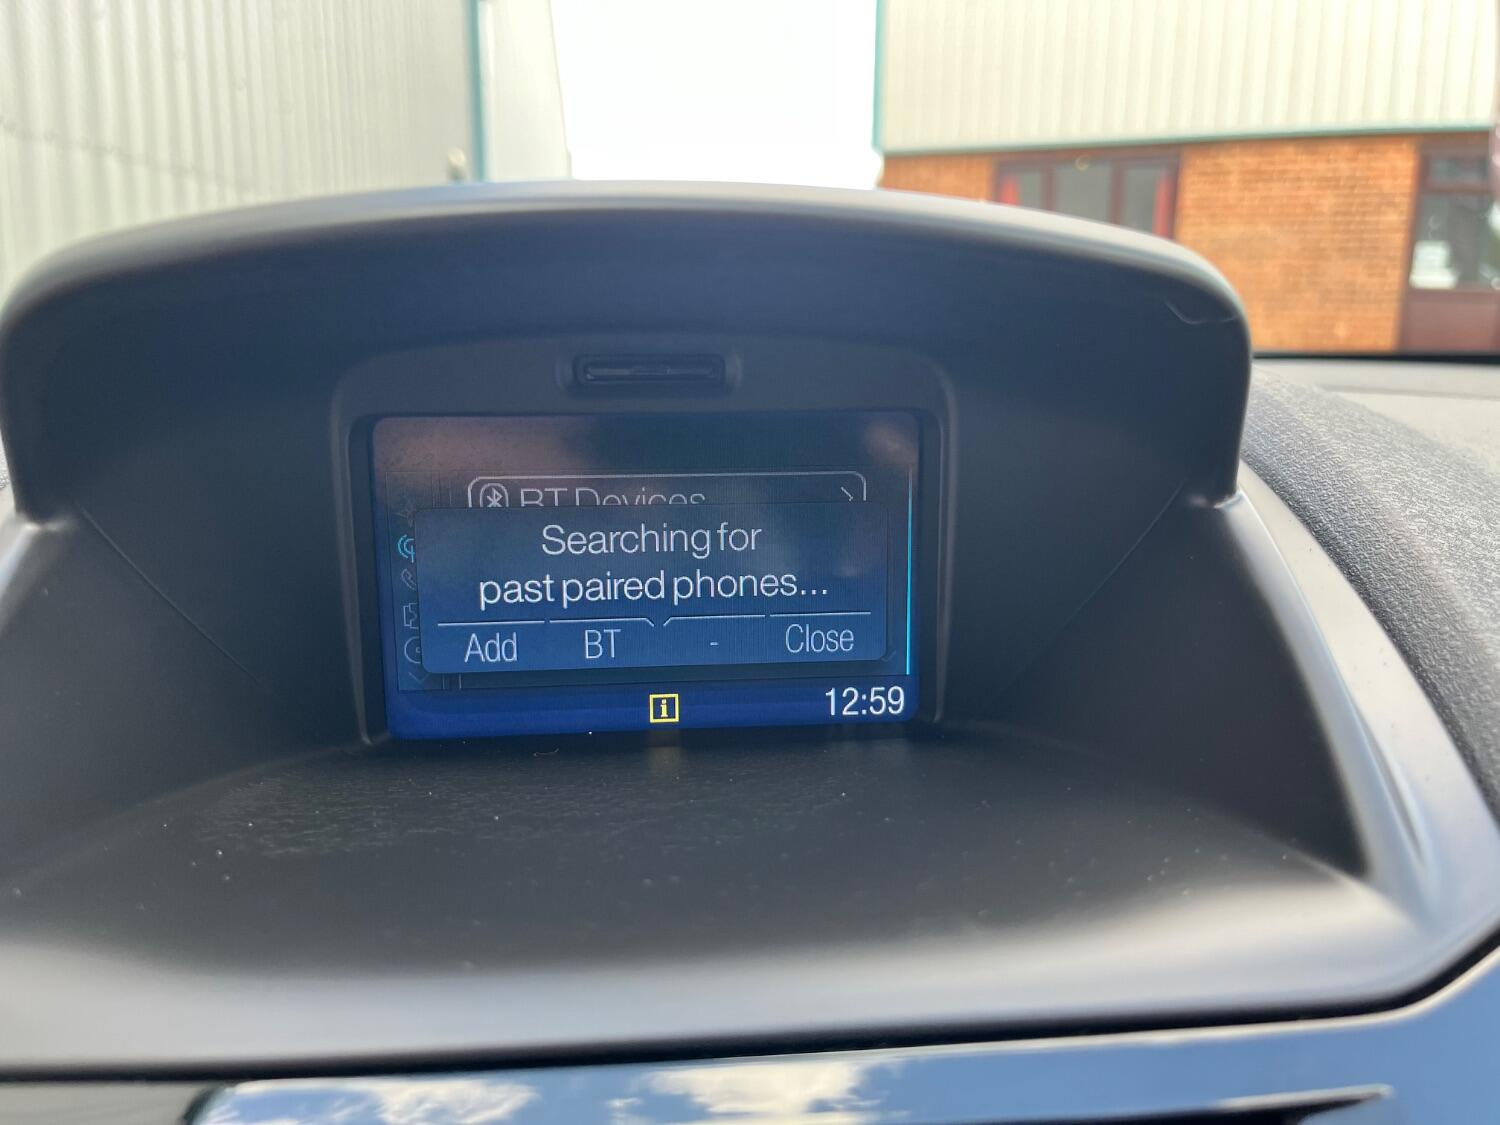 BT Devices
Searching for
past paired phones...
Add BT - Close
i 12:59